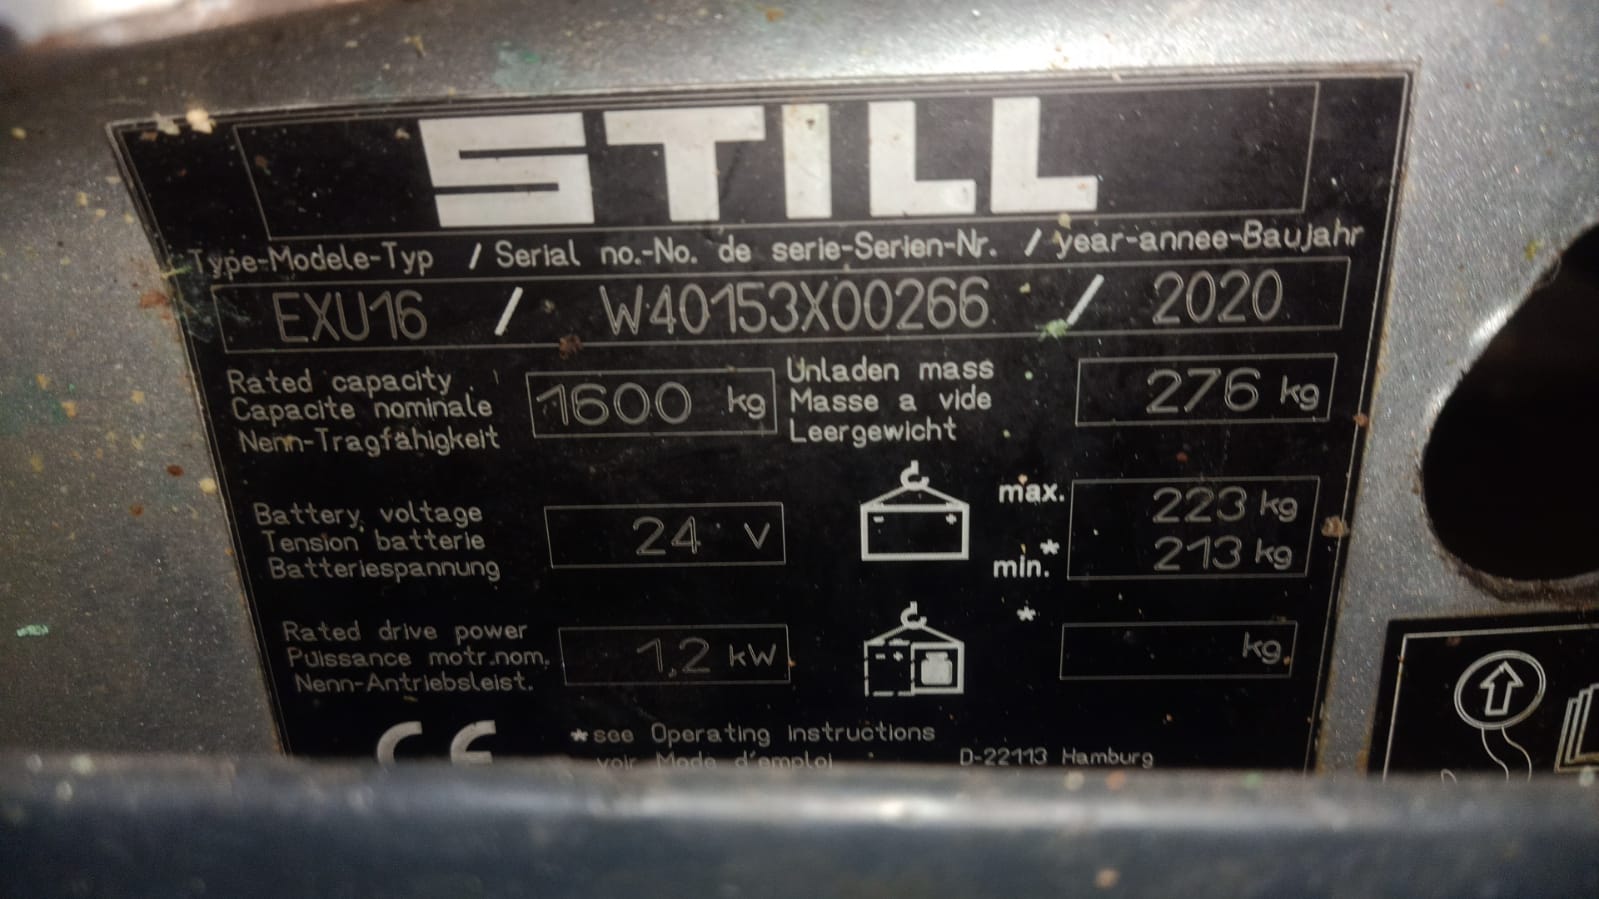 STILL
Type-Modele-Typ / Serial no.-No. de serie-Serien-Nr. / year-annee-Baujahr
EXU16 / W40153X00266 / 2020
Rated capacity
Capacite nominale
Nenn-Tragfähigkeit
1600 kg
Unladen mass
Masse a vide
Leergewicht
276 kg
Battery voltage
Tension batterie
Batteriespannung
24 V
- +
max. 223 kg
min.* 213 kg
Rated drive power
Puissance motr.nom.
Nenn-Antriebsleist.
1,2 kW
- +
* kg
CE
*see Operating instructions
voir Mode d'emploi
D-22113 Hamburg